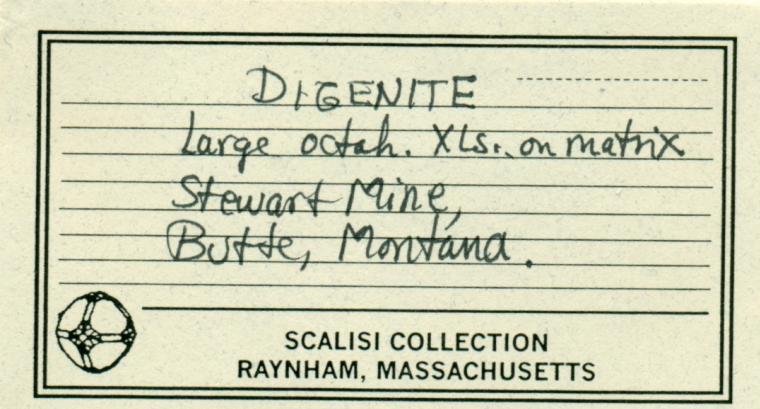 DIGENITE
Large octah. XLs. on matrix
Stewart Mine,
Butte, Montana.
SCALISI COLLECTION
RAYNHAM, MASSACHUSETTS